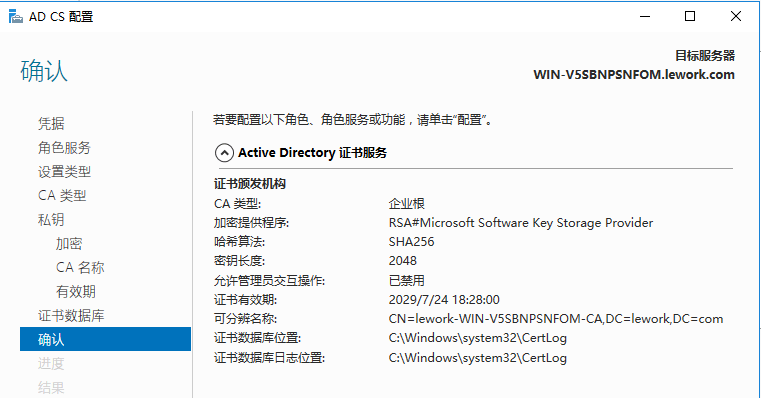 AD CS 配置
确认
目标服务器
WIN-V5SBNPSNFOM.lework.com
凭据
角色服务
设置类型
CA 类型
私钥
加密
CA 名称
有效期
证书数据库
确认
进度
结果
若要配置以下角色、角色服务或功能，请单击“配置”。
Active Directory 证书服务
证书颁发机构
CA 类型: 企业根
加密提供程序: RSA#Microsoft Software Key Storage Provider
哈希算法: SHA256
密钥长度: 2048
允许管理员交互操作: 已禁用
证书有效期: 2029/7/24 18:28:00
可分辨名称: CN=lework-WIN-V5SBNPSNFOM-CA,DC=lework,DC=com
证书数据库位置: C:\Windows\system32\CertLog
证书数据库日志位置: C:\Windows\system32\CertLog